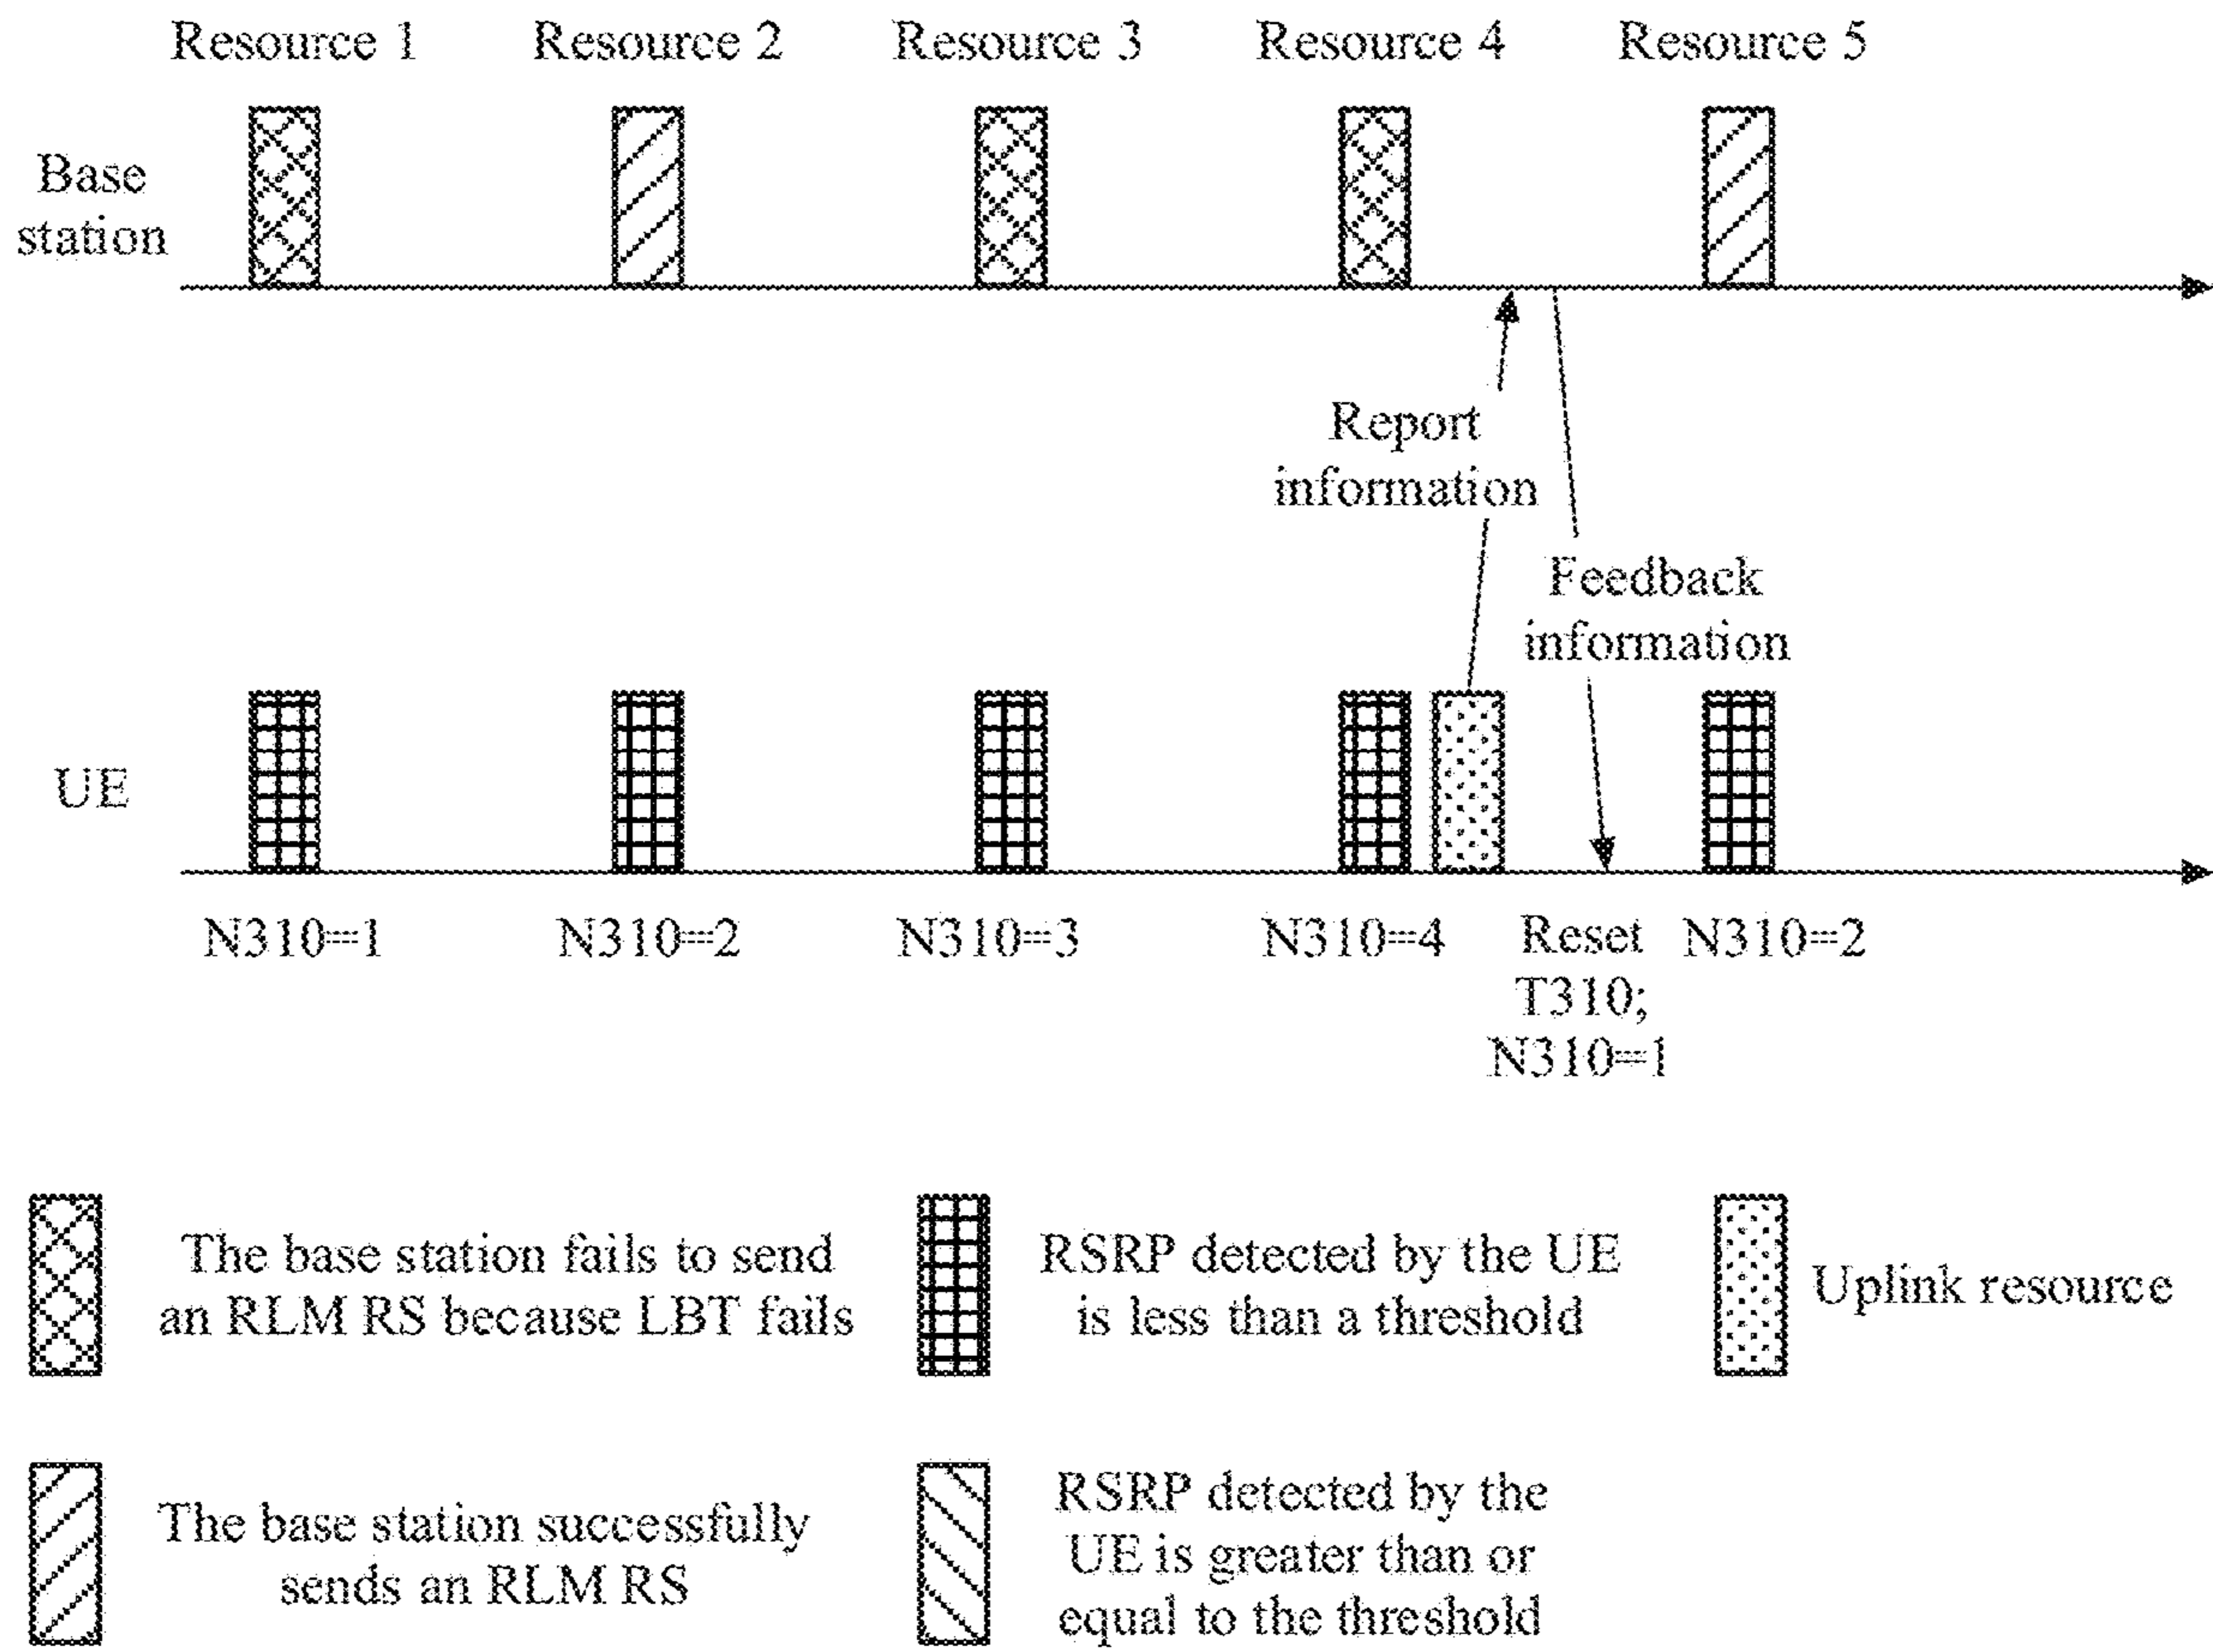 Resource 1 Resource 2 Resource 3 Resource 4 Resource 5
Base
station
Report
information
Feedback
information
UE
N310=1 N310=2 N310=3 N310=4 Reset N310=2
T310;
N310=1
The base station fails to send
an RLM RS because LBT fails
RSRP detected by the UE
is less than a threshold
Uplink resource
The base station successfully
sends an RLM RS
RSRP detected by the
UE is greater than or
equal to the threshold